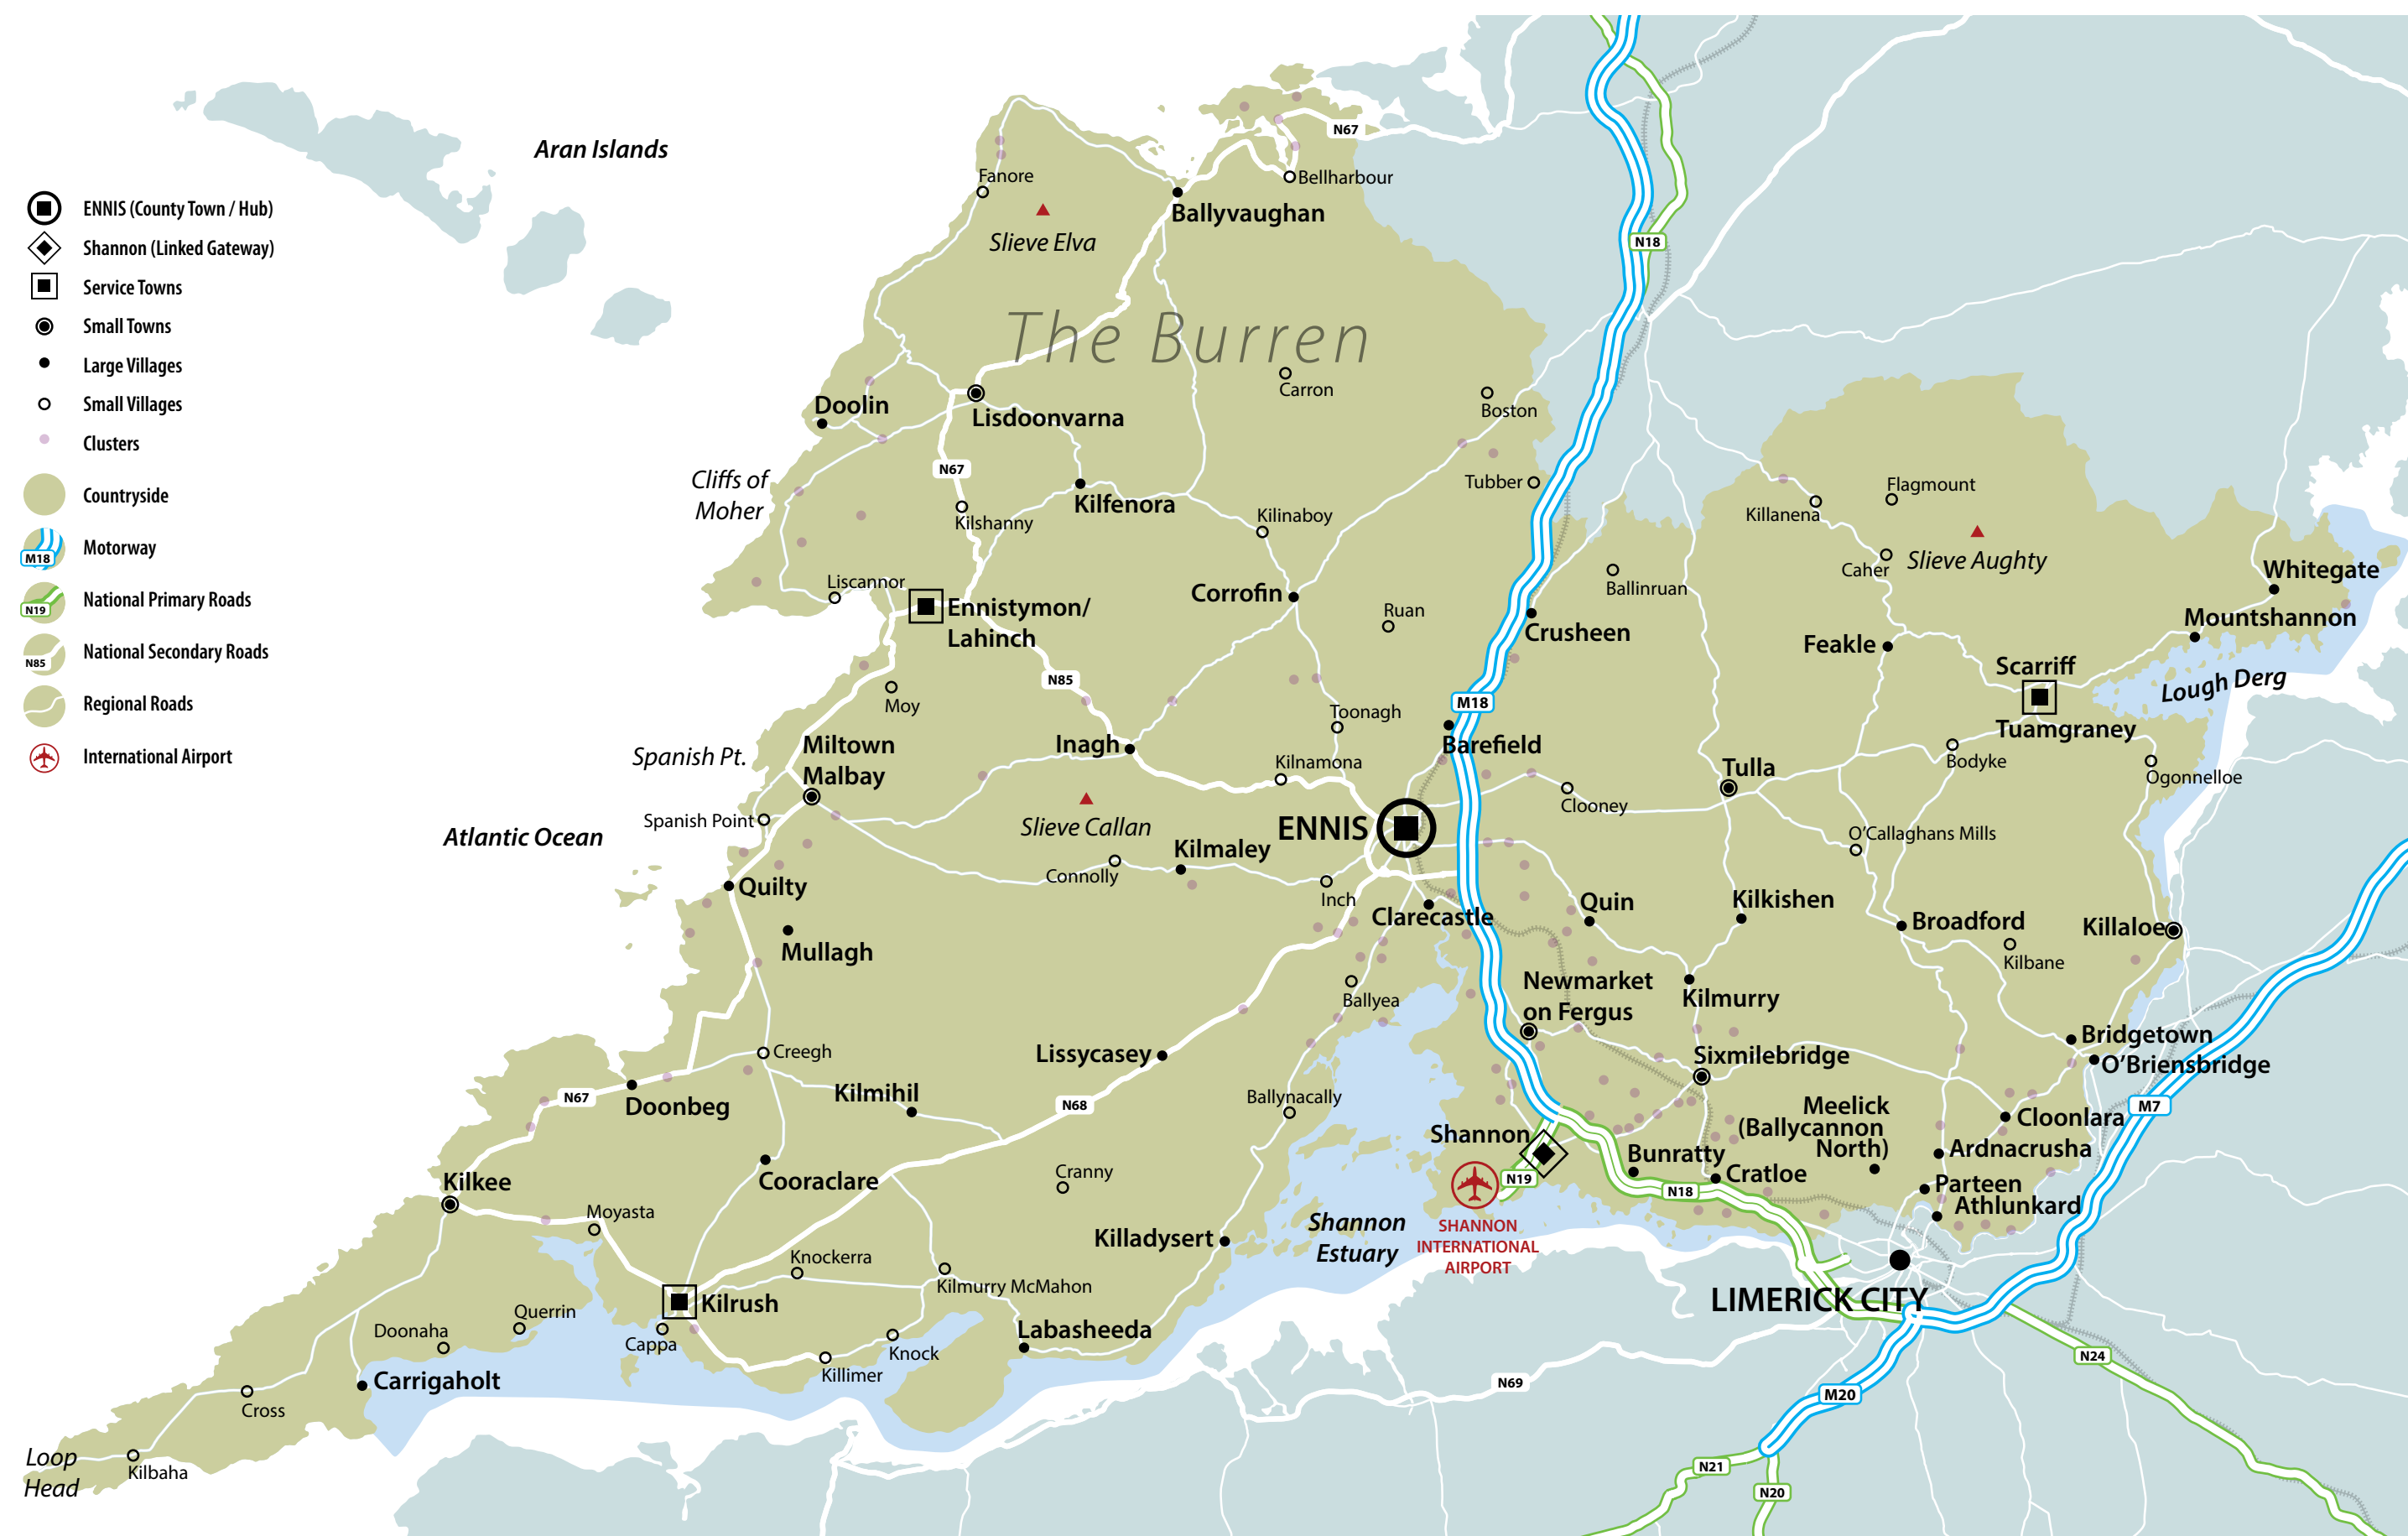 ENNIS (County Town / Hub)
Shannon (Linked Gateway)
Service Towns
Small Towns
Large Villages
Small Villages
Clusters
Countryside
M18
Motorway
N19
National Primary Roads
N85
National Secondary Roads
Regional Roads
International Airport
Aran Islands
N67
Fanore
Bellharbour
Ballyvaughan
Slieve Elva
N18
The Burren
Carron
Boston
Doolin
Lisdoonvarna
N67
Cliffs of
Moher
Tubber
Kilfenora
Kilshanny
Kilinaboy
Flagmount
Killanena
Caher
Slieve Aughty
Whitegate
Liscannor
Ennistymon/
Lahinch
Corrofin
Ruan
Ballinruan
Crusheen
Mountshannon
Feakle
Scarriff
Lough Derg
N85
Moy
M18
Toonagh
Tuamgraney
Spanish Pt.
Miltown
Malbay
Inagh
Barefield
Kilnamona
Tulla
Bodyke
Ogonnelloe
Clooney
Spanish Point
Slieve Callan
ENNIS
O'Callaghans Mills
Atlantic Ocean
Kilmaley
Connolly
Quilty
Inch
Clarecastle
Quin
Kilkishen
Broadford
Killaloe
Mullagh
Kilbane
Newmarket
on Fergus
Ballyea
Kilmurry
Creegh
Lissycasey
Sixmilebridge
Bridgetown
O'Briensbridge
N67
Doonbeg
Kilmihil
N68
Ballynacally
Meelick
(Ballycannon
North)
M7
Cloonlara
Shannon
Bunratty
Ardnacrusha
Cooraclare
Cranny
N19
N18
Cratloe
Parteen
Athlunkard
Kilkee
Moyasta
Killadysert
Shannon
Estuary
SHANNON
INTERNATIONAL
AIRPORT
Knockerra
Kilmurry McMahon
Kilrush
LIMERICK CITY
Querrin
Doonaha
Cappa
Labasheeda
Knock
Killimer
N24
Carrigaholt
N69
M20
Cross
Loop
Head
Kilbaha
N21
N20